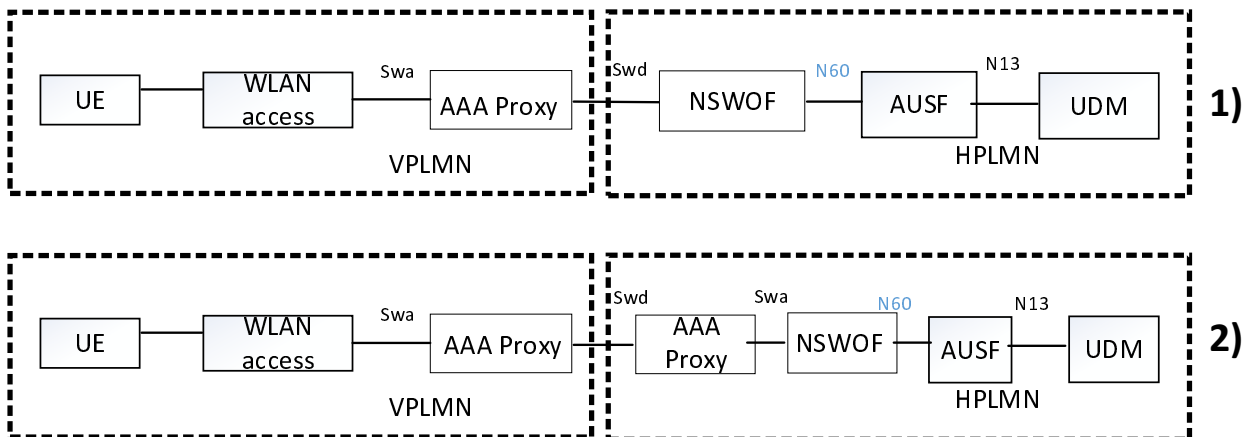 Swa
Swd
N60
N13
UE
WLAN
access
AAA Proxy
NSWOF
AUSF
UDM
1)
VPLMN
HPLMN
Swa
Swd
Swa
N60
N13
UE
WLAN
access
AAA Proxy
AAA
Proxy
NSWOF
AUSF
UDM
2)
VPLMN
HPLMN